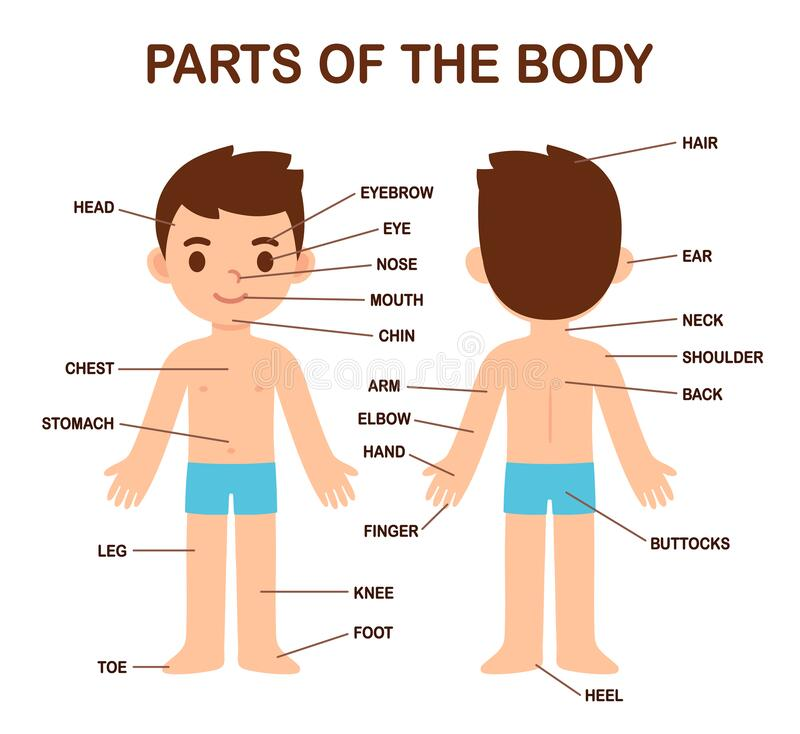 PARTS OF THE BODY
HEAD
EYEBROW
EYE
NOSE
MOUTH
CHIN
CHEST
STOMACH
LEG
KNEE
FOOT
TOE
HAIR
EAR
NECK
SHOULDER
BACK
ARM
ELBOW
HAND
FINGER
BUTTOCKS
HEEL
dreamstime